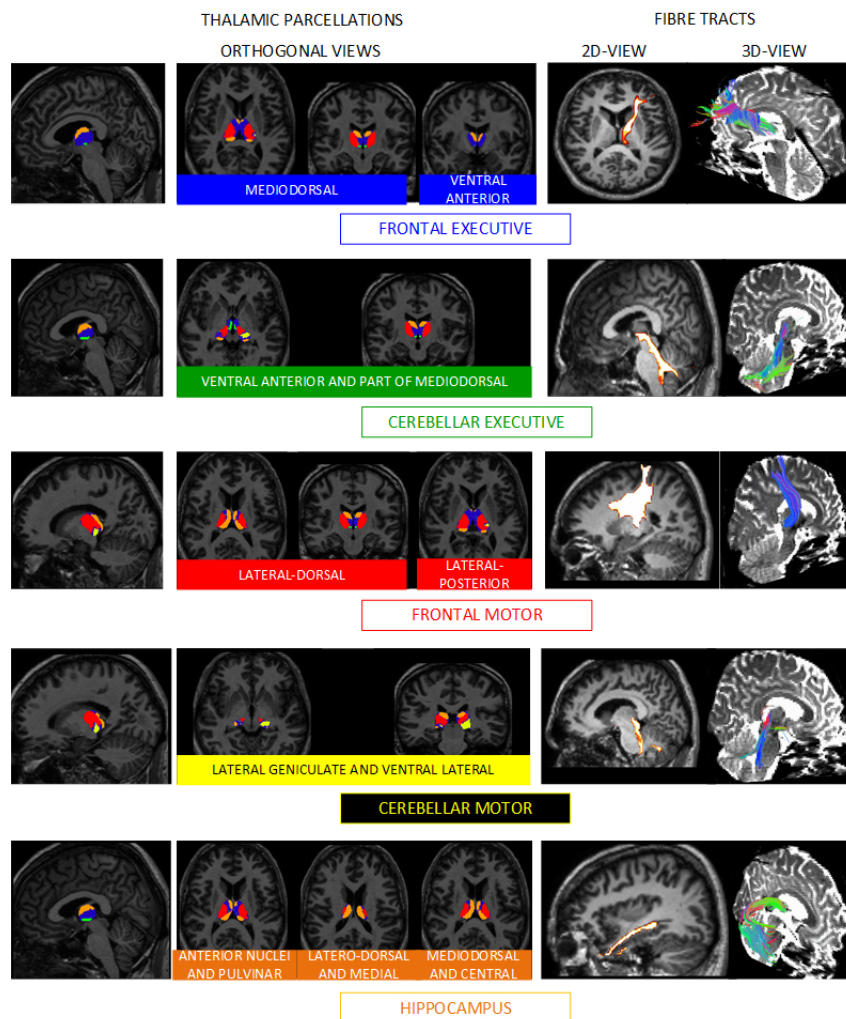 THALAMIC PARCELLATIONS
FIBRE TRACTS
ORTHOGONAL VIEWS
2D-VIEW
3D-VIEW
MEDIODORSAL
VENTRAL
ANTERIOR
FRONTAL EXECUTIVE
VENTRAL ANTERIOR AND PART OF MEDIODORSAL
CEREBELLAR EXECUTIVE
LATERAL-DORSAL
LATERAL-
POSTERIOR
FRONTAL MOTOR
LATERAL GENICULATE AND VENTRAL LATERAL
CEREBELLAR MOTOR
ANTERIOR NUCLEI
AND PULVINAR
LATERO-DORSAL
AND MEDIAL
MEDIODORSAL
AND CENTRAL
HIPPOCAMPUS